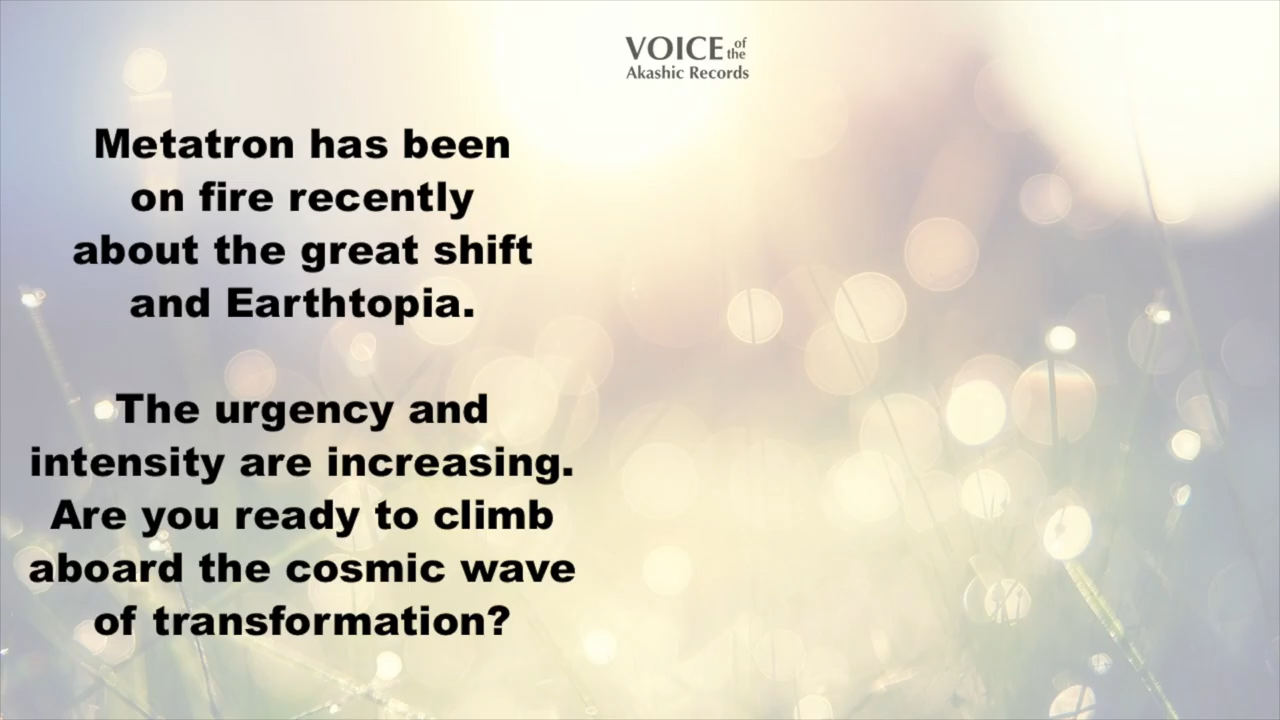 VOICE of the
Akashic Records
Metatron has been
on fire recently
about the great shift
and Earthtopia.
The urgency and
intensity are increasing.
Are you ready to climb
aboard the cosmic wave
of transformation?